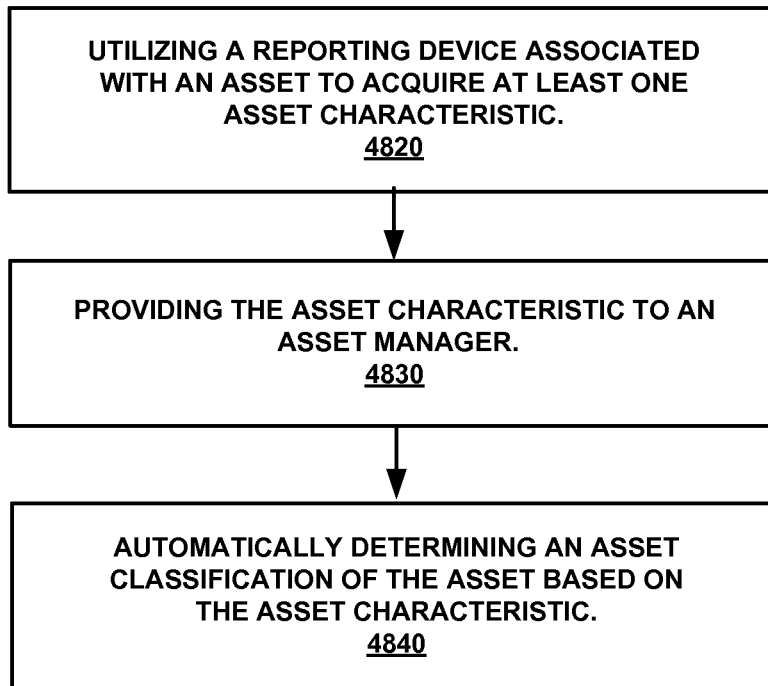 UTILIZING A REPORTING DEVICE ASSOCIATED
WITH AN ASSET TO ACQUIRE AT LEAST ONE
ASSET CHARACTERISTIC.
4820
PROVIDING THE ASSET CHARACTERISTIC TO AN
ASSET MANAGER.
4830
AUTOMATICALLY DETERMINING AN ASSET
CLASSIFICATION OF THE ASSET BASED ON
THE ASSET CHARACTERISTIC.
4840